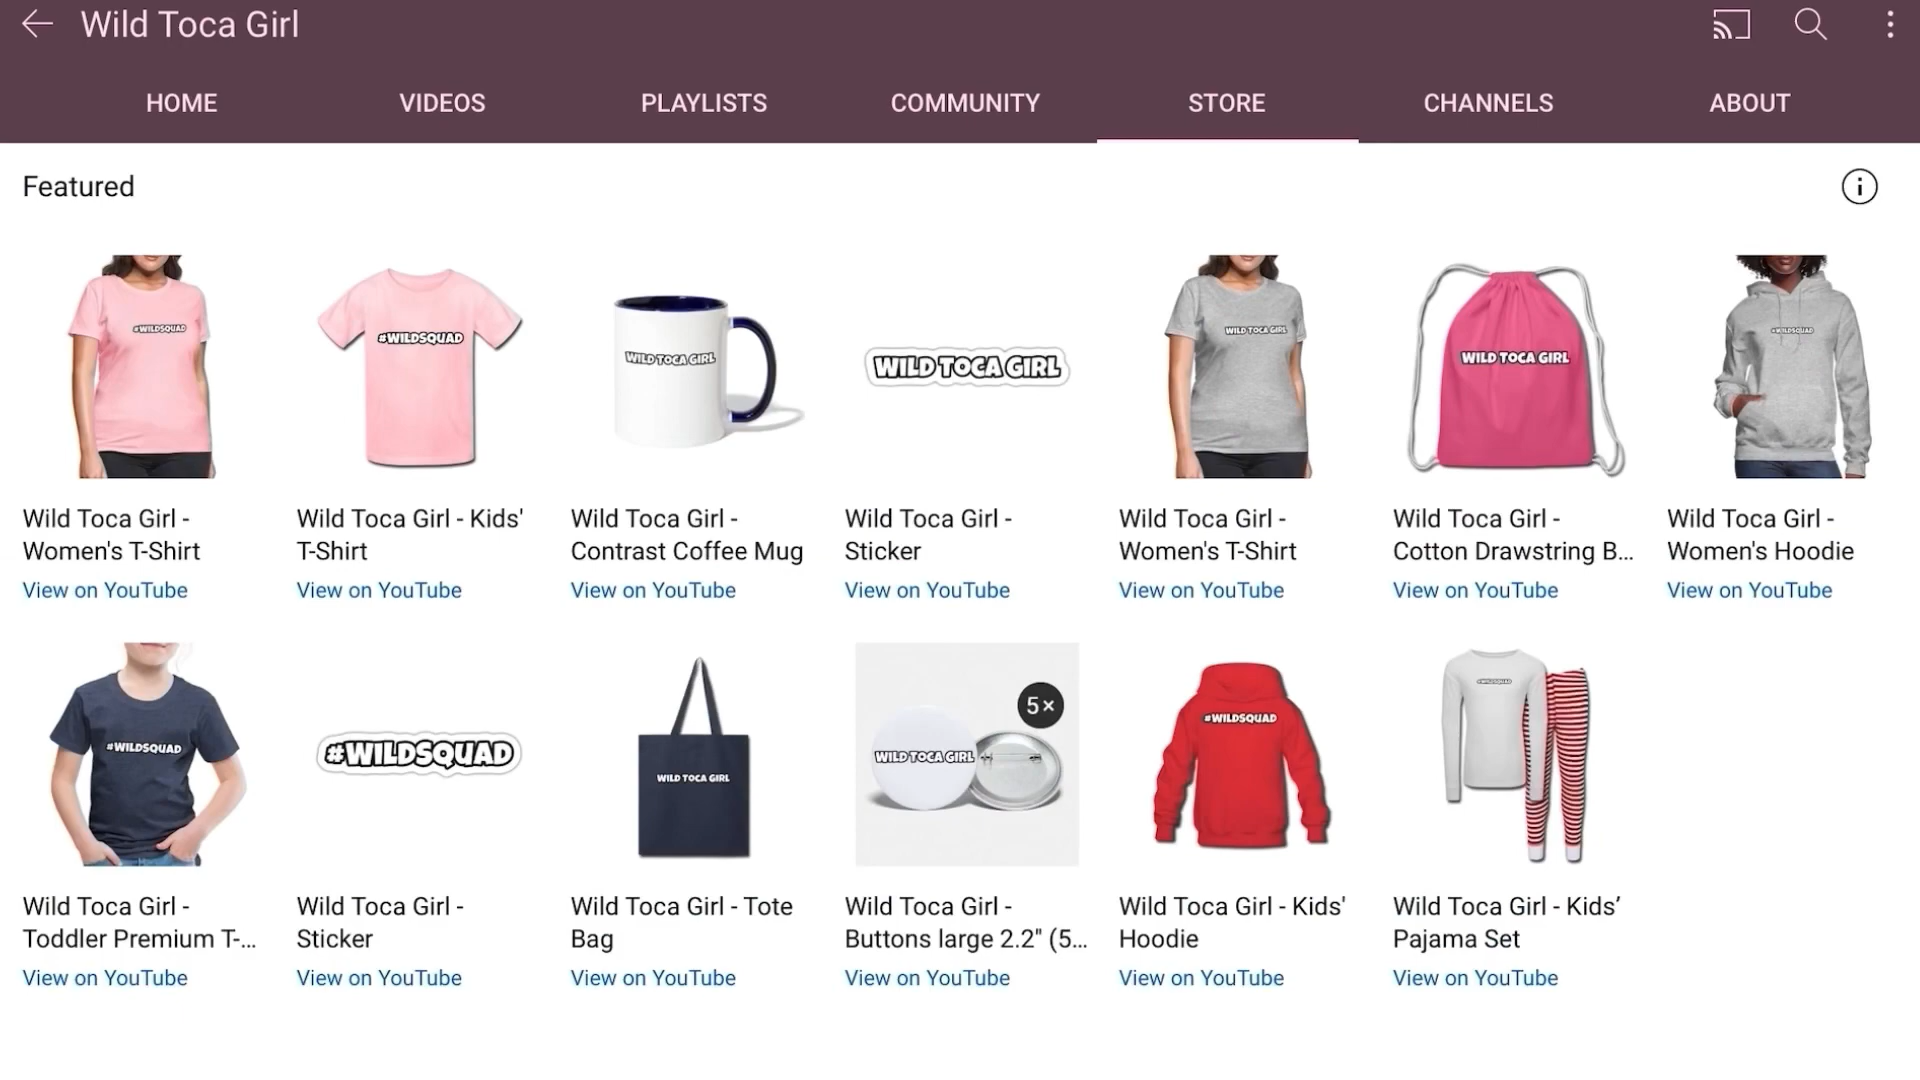 Wild Toca Girl
HOME VIDEOS PLAYLISTS COMMUNITY STORE CHANNELS ABOUT
Featured
#WILDSQUAD
#WILDSQUAD
WILD TOCA GIRL
WILD TOCA GIRL
WILD TOCA GIRL
WILD TOCA GIRL
#WILDSQUAD
Wild Toca Girl -
Women's T-Shirt
View on YouTube
Wild Toca Girl - Kids'
T-Shirt
View on YouTube
Wild Toca Girl -
Contrast Coffee Mug
View on YouTube
Wild Toca Girl -
Sticker
View on YouTube
Wild Toca Girl -
Women's T-Shirt
View on YouTube
Wild Toca Girl -
Cotton Drawstring B...
View on YouTube
Wild Toca Girl -
Women's Hoodie
View on YouTube
#WILDSQUAD
#WILDSQUAD
WILD TOCA GIRL
5×
WILD TOCA GIRL
#WILDSQUAD
#WILDSQUAD
Wild Toca Girl -
Toddler Premium T-...
View on YouTube
Wild Toca Girl -
Sticker
View on YouTube
Wild Toca Girl - Tote
Bag
View on YouTube
Wild Toca Girl -
Buttons large 2.2" (5...
View on YouTube
Wild Toca Girl - Kids'
Hoodie
View on YouTube
Wild Toca Girl - Kids’
Pajama Set
View on YouTube